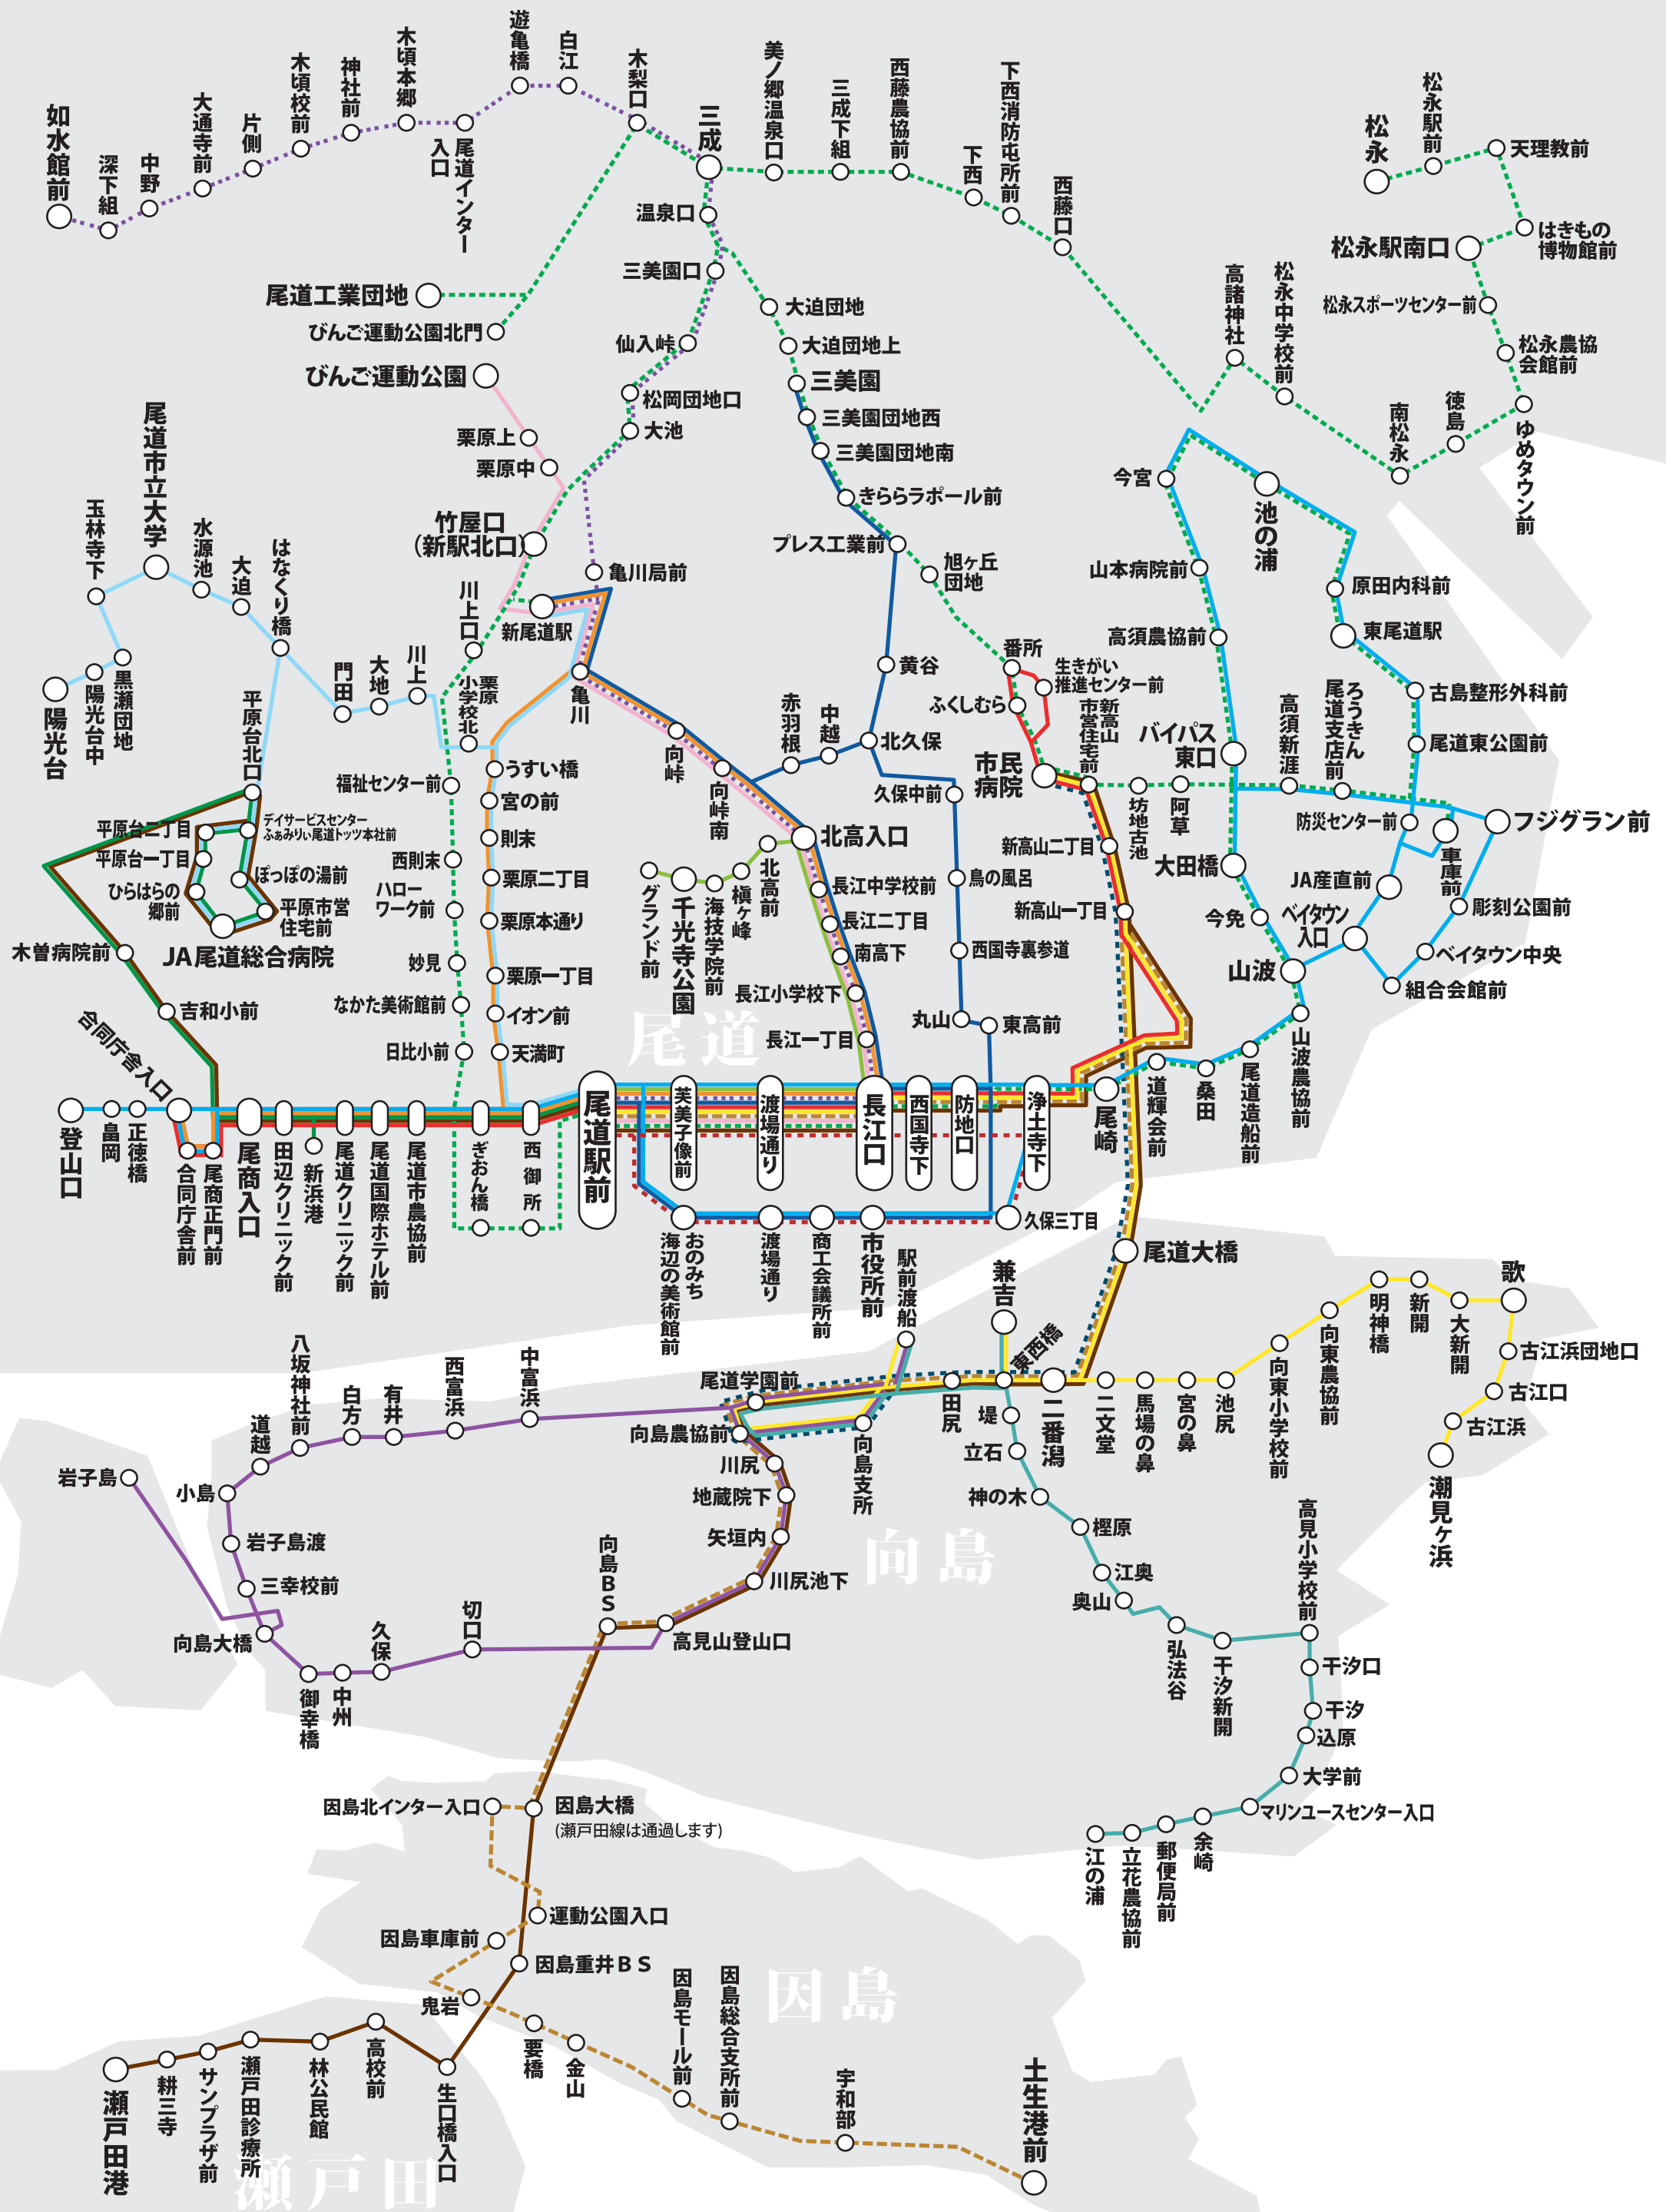 如水館前
深下組
中野
大通寺前
片側
木頃校前
神社前
木頃本郷
尾道インター入口
遊亀橋
白江
木梨口
三成
美ノ郷温泉口
三成下組
西藤農協前
下西
下西消防屯所前
西藤口
松永
松永駅前
天理教前
はきもの
博物館前
松永駅南口
松永スポーツセンター前
松永農協
会館前
ゆめタウン前
徳島
南松永
松永中学校前
高諸神社
温泉口
三美園口
仙入峠
松岡団地口
大池
尾道工業団地
びんご運動公園北門
びんご運動公園
栗原上
栗原中
竹屋口
(新駅北口)
大迫団地
大迫団地上
三美園
三美園団地西
三美園団地南
きららラポール前
プレス工業前
旭ヶ丘
団地
番所
生きがい
推進センター前
ふくしむら
新高山
市営住宅前
市民
病院
今宮
池の浦
山本病院前
高須農協前
原田内科前
東尾道駅
古島整形外科前
尾道東公園前
バイパス
東口
高須新涯
ろうきん
尾道支店前
坊地古池
阿草
防災センター前
車庫前
フジグラン前
JA産直前
彫刻公園前
ベイタウン
入口
ベイタウン中央
組合会館前
大田橋
今免
山波
山波農協前
尾道造船前
桑田
道輝会前
尾崎
尾道市立大学
玉林寺下
水源池
大迫
はなくり橋
陽光台
陽光台中
黒瀬団地
門田
大地
川上
川上口
新尾道駅
亀川局前
亀川
栗原
小学校北
平原台北口
平原台二丁目
平原台一丁目
ひらはらの
郷前
デイサービスセンター
ふぁみりぃ尾道トッツ本社前
ぽっぽの湯前
平原市営
住宅前
JA尾道総合病院
木曽病院前
吉和小前
合同庁舎入口
福祉センター前
西則末
ハロー
ワーク前
妙見
なかた美術館前
日比小前
うすい橋
宮の前
則末
栗原二丁目
栗原本通り
栗原一丁目
イオン前
天満町
向峠
向峠南
赤羽根
中越
黄谷
北久保
久保中前
鳥の風呂
西国寺裏参道
丸山
東高前
北高入口
北高前
槇ヶ峰
海技学院前
千光寺公園
グランド前
長江中学校前
長江二丁目
南高下
長江小学校下
長江一丁目
新高山二丁目
新高山一丁目
尾道
登山口
畠岡
正徳橋
合同庁舎前
尾商正門前
尾商入口
田辺クリニック前
新浜港
尾道クリニック前
尾道国際ホテル前
尾道市農協前
ぎおん橋
西御所
尾道駅前
芙美子像前
渡場通り
長江口
西国寺下
防地口
浄土寺下
おのみち
海辺の美術館前
渡場通り
商工会議所前
市役所前
久保三丁目
駅前渡船
尾道大橋
兼吉
東西橋
尾道学園前
向島農協前
向島支所
田尻
二番潟
二文堂
馬場の鼻
宮の鼻
池尻
向東小学校前
向東農協前
明神橋
新開
大新開
歌
古江浜団地口
古江口
古江浜
潮見ヶ浜
堤
立石
神の木
樫原
江奥
奥山
弘法谷
干汐新開
高見小学校前
干汐口
干汐
込原
大学前
マリンユースセンター入口
余崎
郵便局前
立花農協前
江の浦
向島
川尻
地蔵院下
矢垣内
川尻池下
高見山登山口
向島BS
切口
久保
中州
御幸橋
向島大橋
三幸校前
岩子島渡
小島
岩子島
道越
八坂神社前
白方
有井
西富浜
中富浜
因島北インター入口
因島大橋
(瀬戸田線は通過します)
運動公園入口
因島車庫前
因島重井BS
鬼岩
要橋
金山
因島モール前
因島総合支所前
宇和部
土生港前
因島
生口橋入口
高校前
林公民館
瀬戸田診療所
サンプラザ前
耕三寺
瀬戸田港
瀬戸田